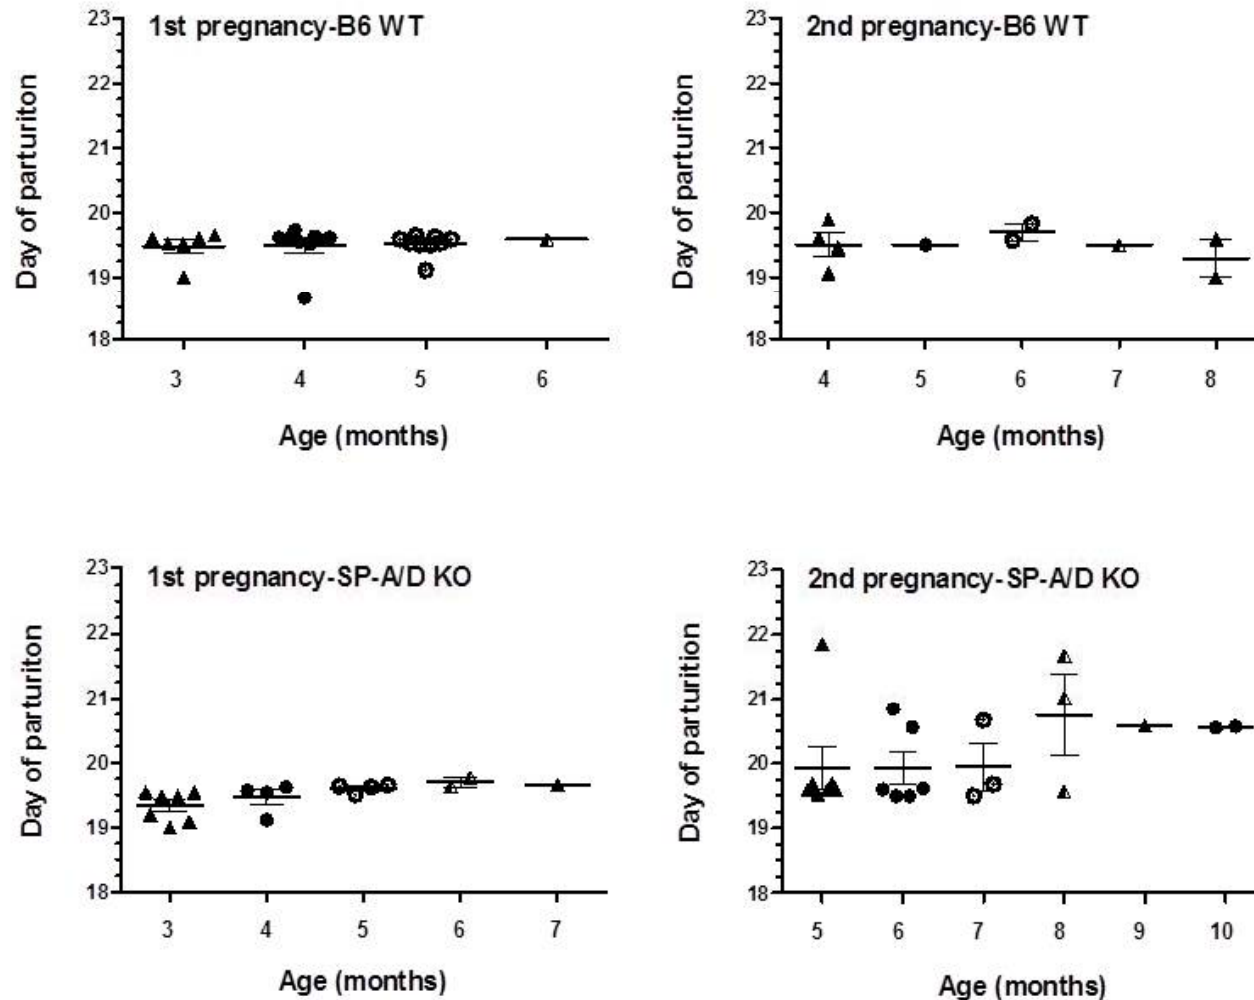 1st pregnancy-B6 WT
Day of parturiton
23
22
21
20
19
18
3 4 5 6
Age (months)
2nd pregnancy-B6 WT
Day of parturiton
23
22
21
20
19
18
4 5 6 7 8
Age (months)
1st pregnancy-SP-A/D KO
Day of parturiton
23
22
21
20
19
18
3 4 5 6 7
Age (months)
2nd pregnancy-SP-A/D KO
Day of parturition
23
22
21
20
19
18
5 6 7 8 9 10
Age (months)